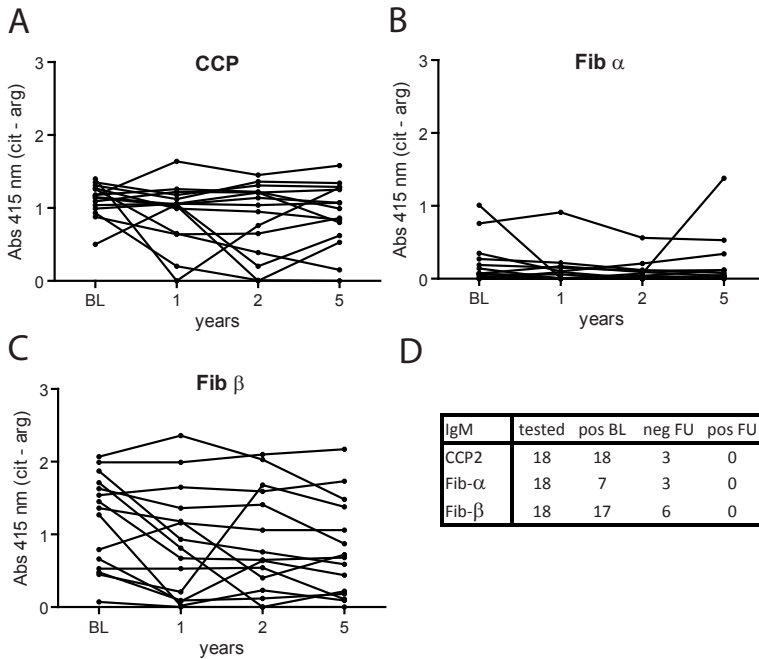 A
CCP
Abs 415 nm (cit - arg)
3
2
1
0
BL 1 2 5
years
B
Fib α
Abs 415 nm (cit - arg)
3
2
1
0
BL 1 2 5
years
C
Fib β
Abs 415 nm (cit - arg)
3
2
1
0
BL 1 2 5
years
D
IgM tested pos BL neg FU pos FU
CCP2 18 18 3 0
Fib-α 18 7 3 0
Fib-β 18 17 6 0